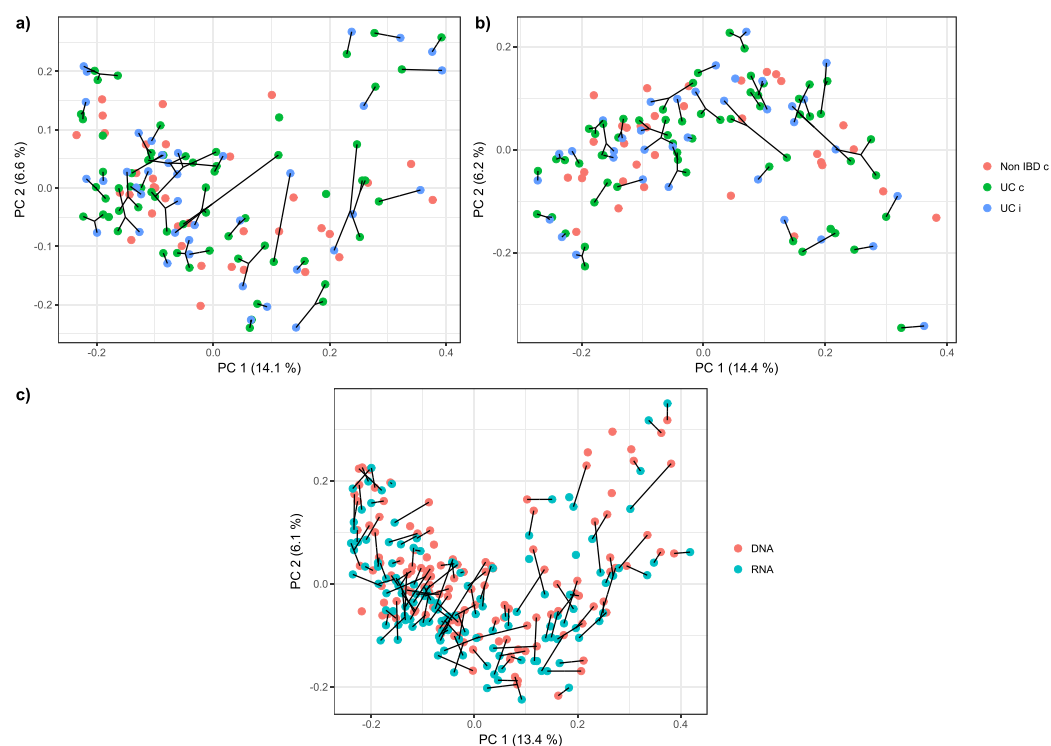 a)
0.2
0.1
0.0
-0.1
-0.2
PC 2 (6.6 %)
-0.2 0.0 0.2 0.4
PC 1 (14.1 %)
b)
0.2
0.0
-0.2
PC 2 (6.2 %)
-0.2 0.0 0.2 0.4
PC 1 (14.4 %)
Non IBD c
UC c
UC i
c)
0.2
0.0
-0.2
PC 2 (6.1 %)
-0.2 0.0 0.2 0.4
PC 1 (13.4 %)
DNA
RNA